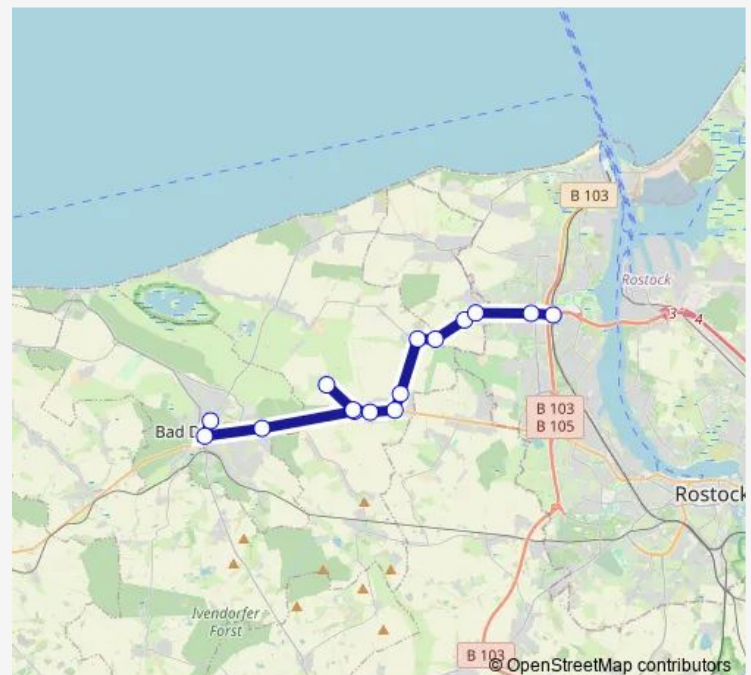 B 103
Rostock
3
4
B 103
B 105
Bad D
Rostock
Ivendorfer
Forst
B 103
© OpenStreetMap contributors